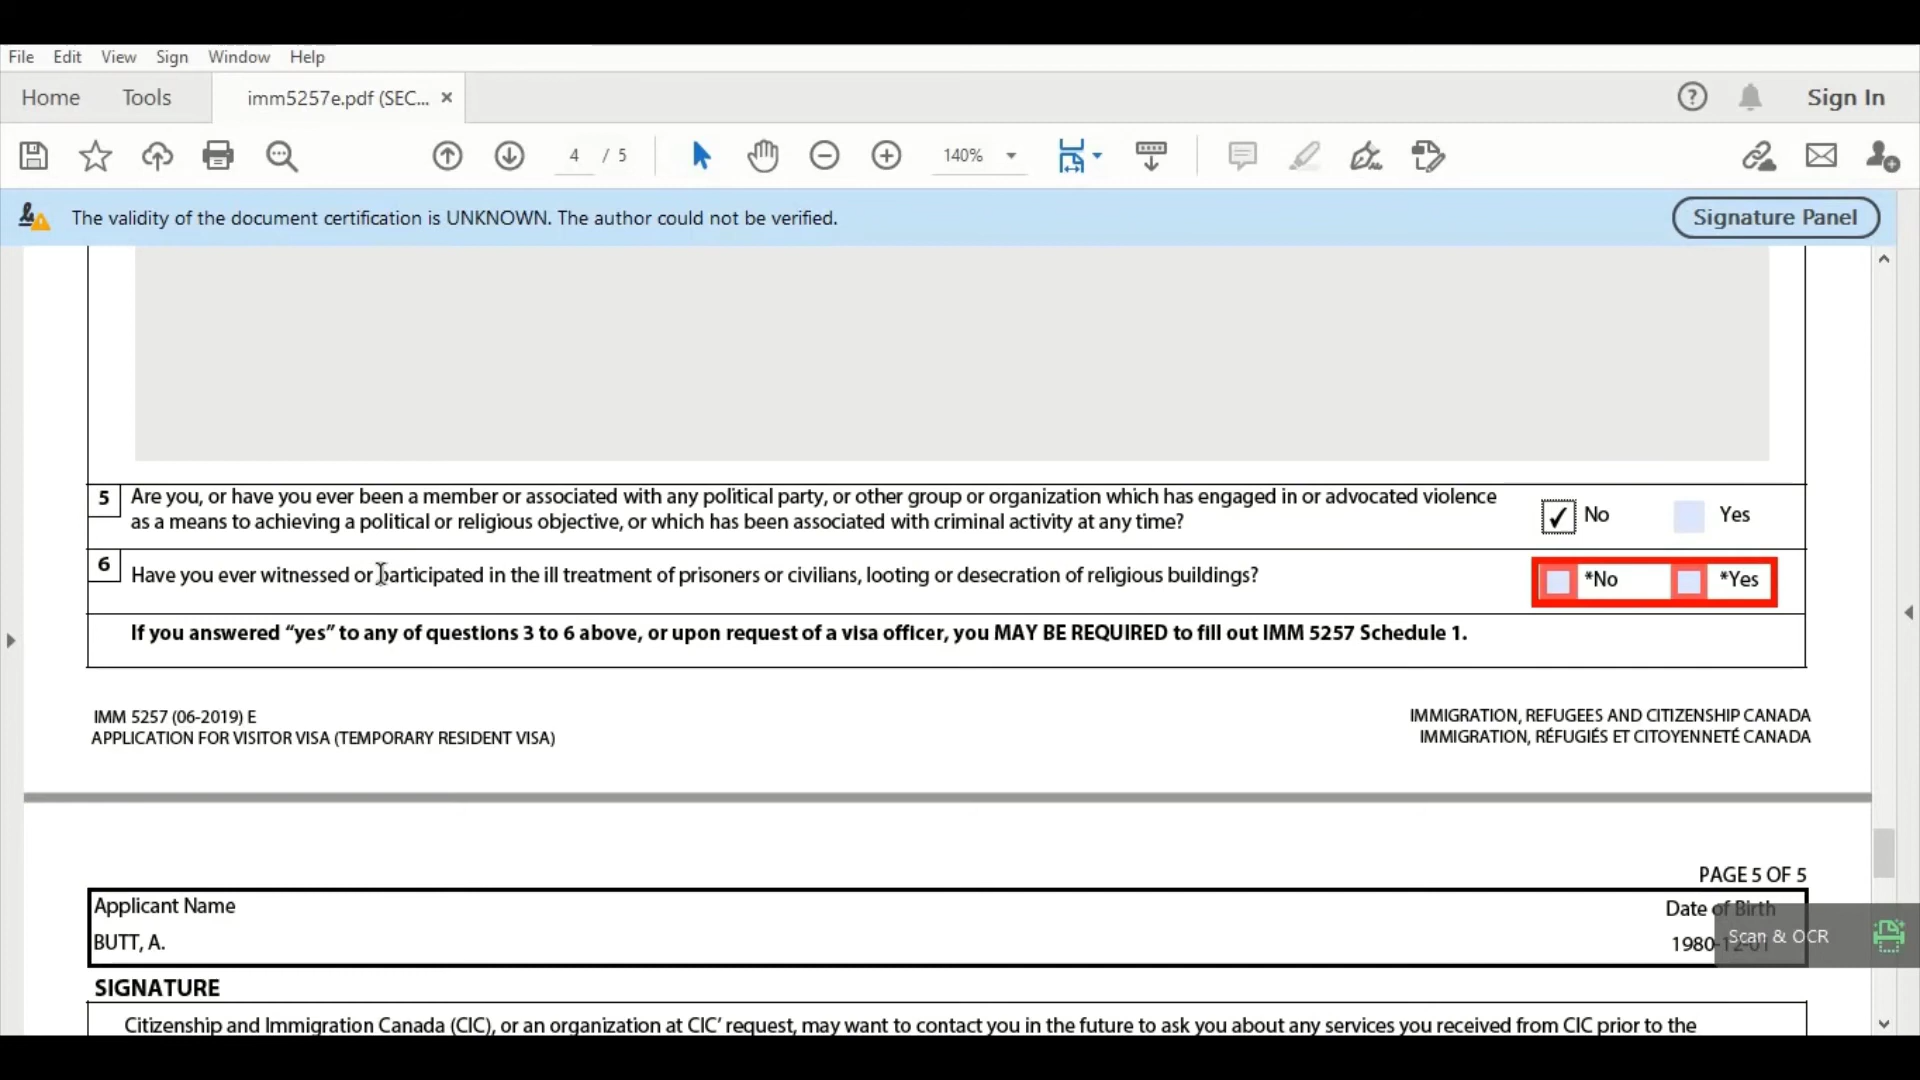 File Edit View Sign Window Help
Home Tools imm5257e.pdf (SEC... × Sign In
4 / 5 140%
The validity of the document certification is UNKNOWN. The author could not be verified. Signature Panel
5 Are you, or have you ever been a member or associated with any political party, or other group or organization which has engaged in or advocated violence
as a means to achieving a political or religious objective, or which has been associated with criminal activity at any time?
No Yes
6 Have you ever witnessed or participated in the ill treatment of prisoners or civilians, looting or desecration of religious buildings? *No *Yes
If you answered “yes” to any of questions 3 to 6 above, or upon request of a visa officer, you MAY BE REQUIRED to fill out IMM 5257 Schedule 1.
IMM 5257 (06-2019) E
APPLICATION FOR VISITOR VISA (TEMPORARY RESIDENT VISA)
IMMIGRATION, REFUGEES AND CITIZENSHIP CANADA
IMMIGRATION, RÉFUGIÉS ET CITOYENNETÉ CANADA
PAGE 5 OF 5
Applicant Name Date of Birth
BUTT, A. 1980-12-01
Scan & OCR
SIGNATURE
Citizenship and Immigration Canada (CIC), or an organization at CIC’ request, may want to contact you in the future to ask you about any services you received from CIC prior to the